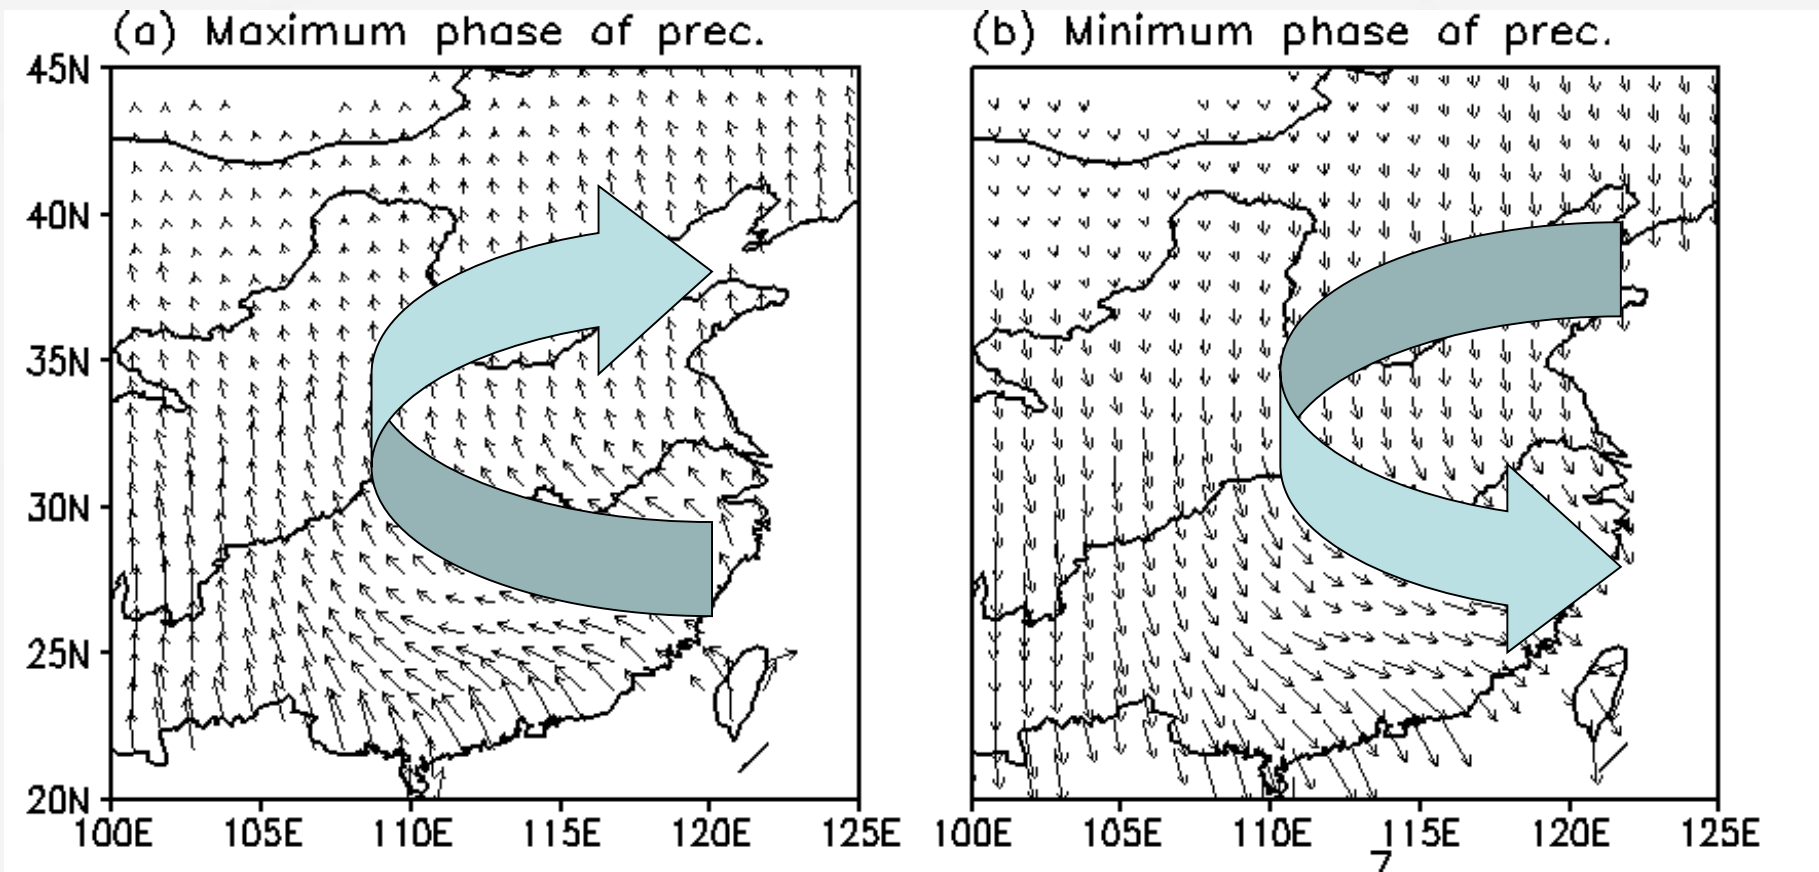 (a) Maximum phase of prec.
(b) Minimum phase of prec.
45N
40N
35N
30N
25N
20N
100E 105E 110E 115E 120E 125E
100E 105E 110E 115E 120E 125E
7